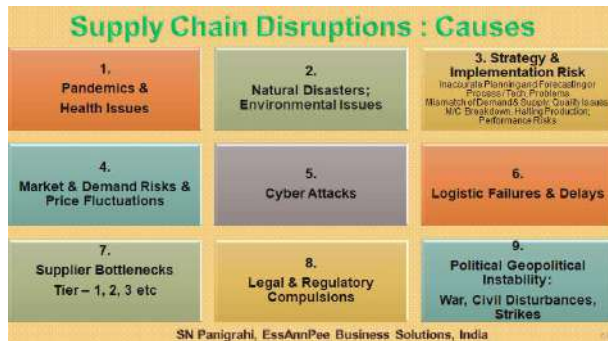 Supply Chain Disruptions : Causes
1.
Pandemics &
Health Issues
2.
Natural Disasters;
Environmental Issues
3. Strategy &
Implementation Risk
Inaccurate Planning and Forecasting or
Process / Tech, Problems
Mismatch of Demand & Supply, Quality Issues
M/C Breakdown, Halting Production;
Performance Risks
4.
Market & Demand Risks &
Price Fluctuations
5.
Cyber Attacks
6.
Logistic Failures & Delays
7.
Supplier Bottlenecks
Tier – 1, 2, 3 etc
8.
Legal & Regulatory
Compulsions
9.
Political Geopolitical
Instability:
War, Civil Disturbances,
Strikes
SN Panigrahi, EssAnnPee Business Solutions, India